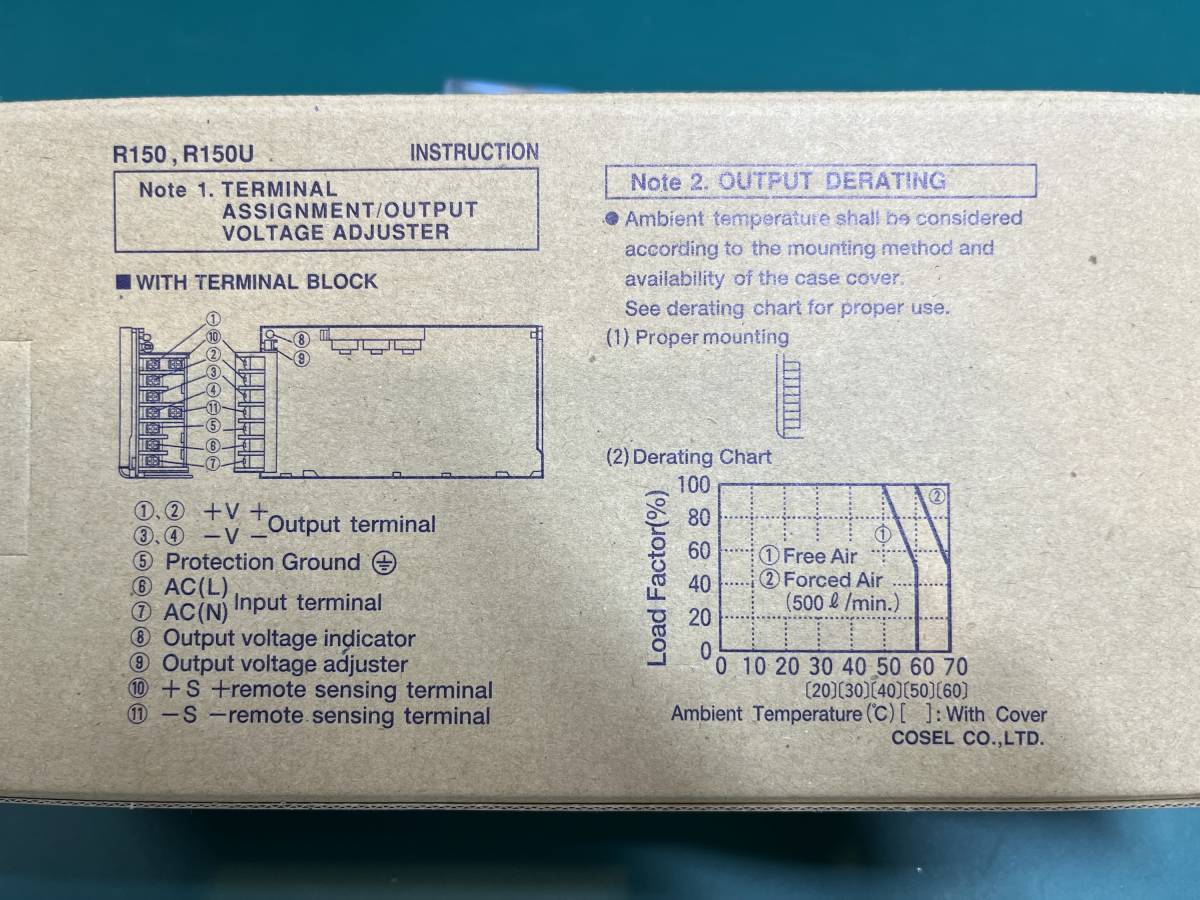 R150, R150U INSTRUCTION
Note 1. TERMINAL
ASSIGNMENT/OUTPUT
VOLTAGE ADJUSTER
■ WITH TERMINAL BLOCK
①
⑩
②
③
④
⑪
⑤
⑥
⑦
⑧
⑨
①、② +V + Output terminal
③、④ -V -
⑤ Protection Ground ⏚
⑥ AC(L) Input terminal
⑦ AC(N)
⑧ Output voltage indicator
⑨ Output voltage adjuster
⑩ +S +remote sensing terminal
⑪ -S -remote sensing terminal
Note 2. OUTPUT DERATING
● Ambient temperature shall be considered
according to the mounting method and
availability of the case cover.
See derating chart for proper use.
(1) Proper mounting
(2) Derating Chart
Load Factor(%)
100
80
60
40
20
0
①
②
① Free Air
② Forced Air
(500ℓ/min.)
0 10 20 30 40 50 60 70
[20][30][40][50][60]
Ambient Temperature(℃) [ ]: With Cover
COSEL CO.,LTD.